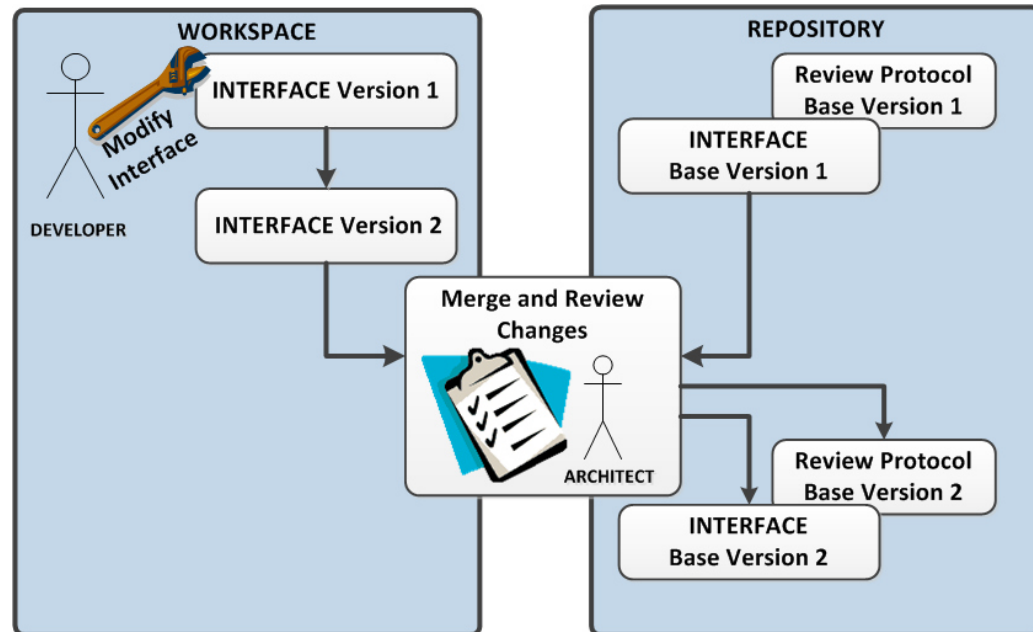 WORKSPACE
INTERFACE Version 1
Modify
Interface
DEVELOPER
INTERFACE Version 2
Merge and Review
Changes
ARCHITECT
REPOSITORY
Review Protocol
Base Version 1
INTERFACE
Base Version 1
Review Protocol
Base Version 2
INTERFACE
Base Version 2